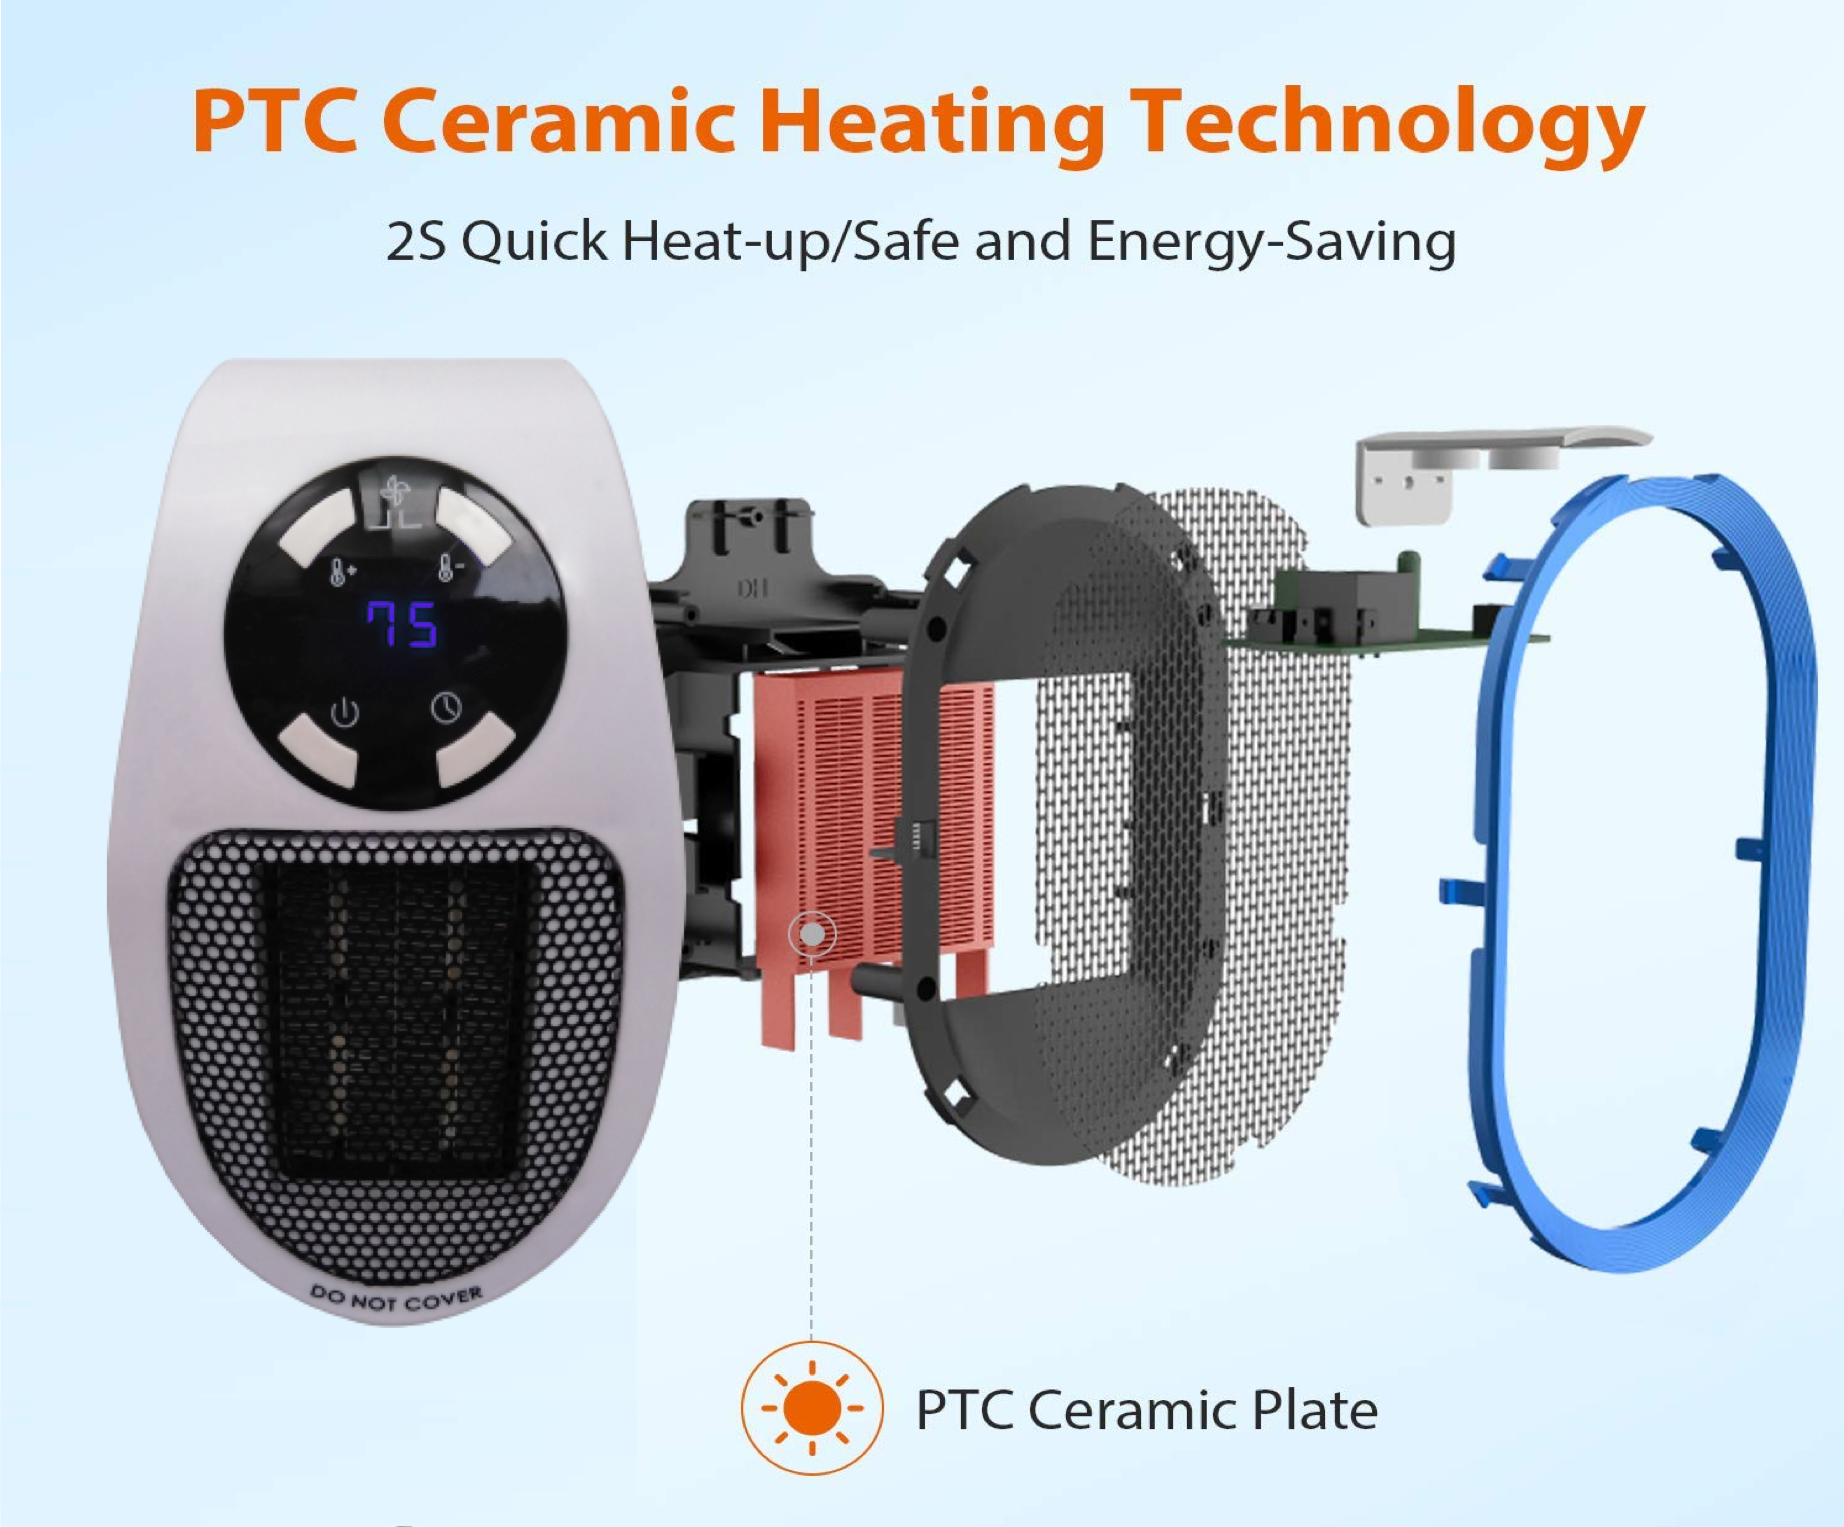 PTC Ceramic Heating Technology
2S Quick Heat-up/Safe and Energy-Saving
DH
75
DO NOT COVER
PTC Ceramic Plate